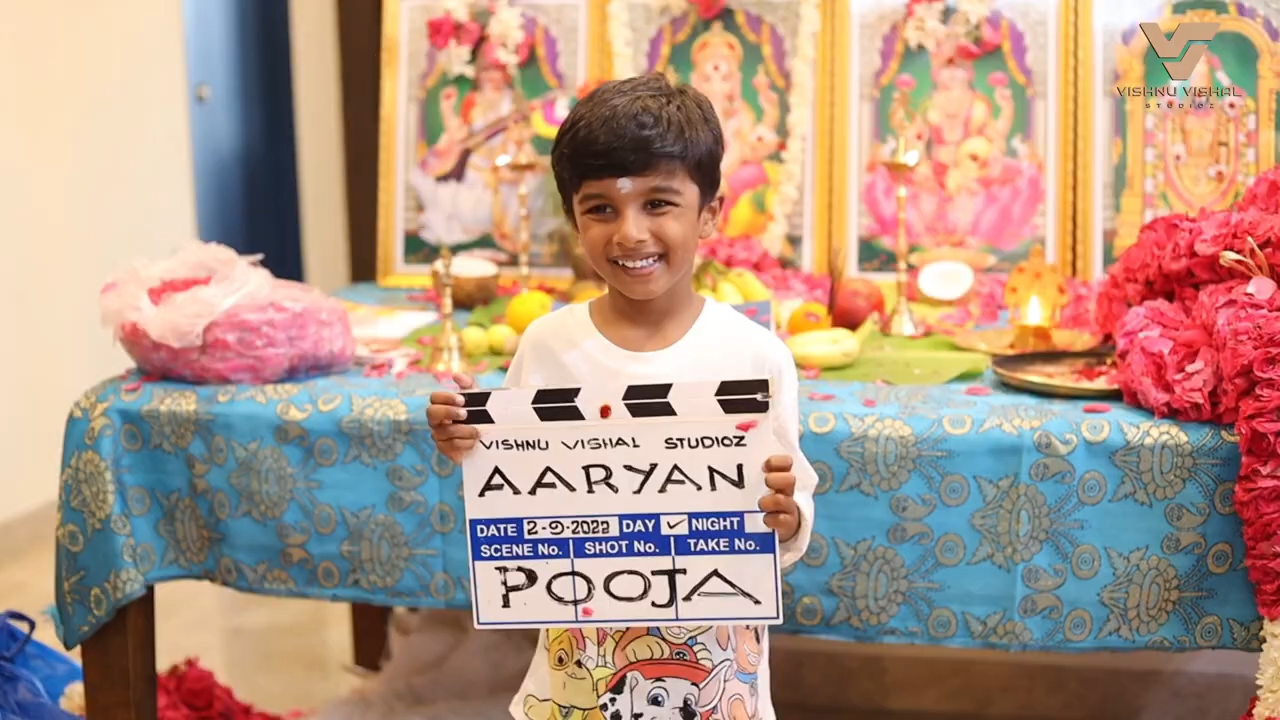 VISHNU VISHAL
STUDIOZ
VISHNU VISHAL STUDIOZ
AARYAN
DATE 2-9-2022 DAY ✓ NIGHT
SCENE No. SHOT No. TAKE No.
POOJA